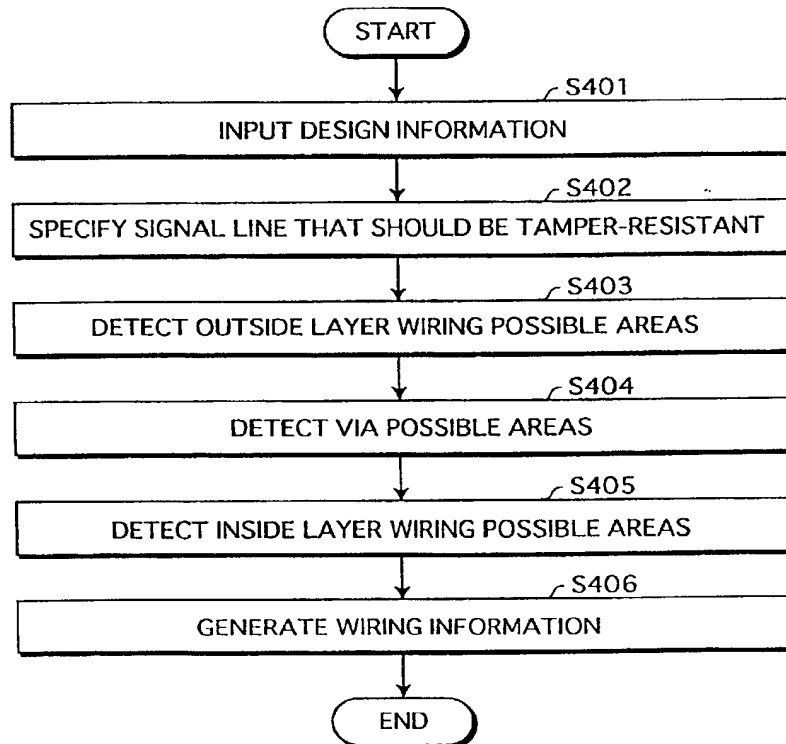 START
S401
INPUT DESIGN INFORMATION
S402
SPECIFY SIGNAL LINE THAT SHOULD BE TAMPER-RESISTANT
S403
DETECT OUTSIDE LAYER WIRING POSSIBLE AREAS
S404
DETECT VIA POSSIBLE AREAS
S405
DETECT INSIDE LAYER WIRING POSSIBLE AREAS
S406
GENERATE WIRING INFORMATION
END